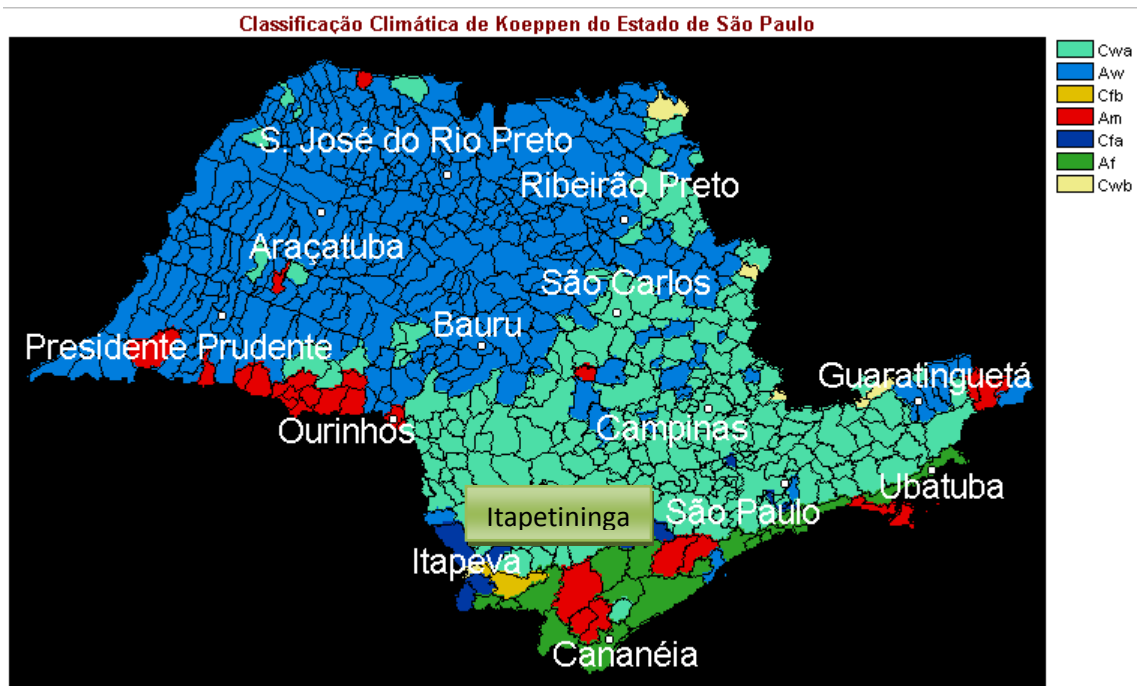 Classificação Climática de Koeppen do Estado de São Paulo
Cwa
Aw
Cfb
Am
Cfa
Af
Cwb
S. José do Rio Preto
Ribeirão Preto
Araçatuba
São Carlos
Bauru
Presidente Prudente
Guaratinguetá
Ourinhos
Campinas
Ubatuba
Itapetininga
São Paulo
Itapeva
Cananéia